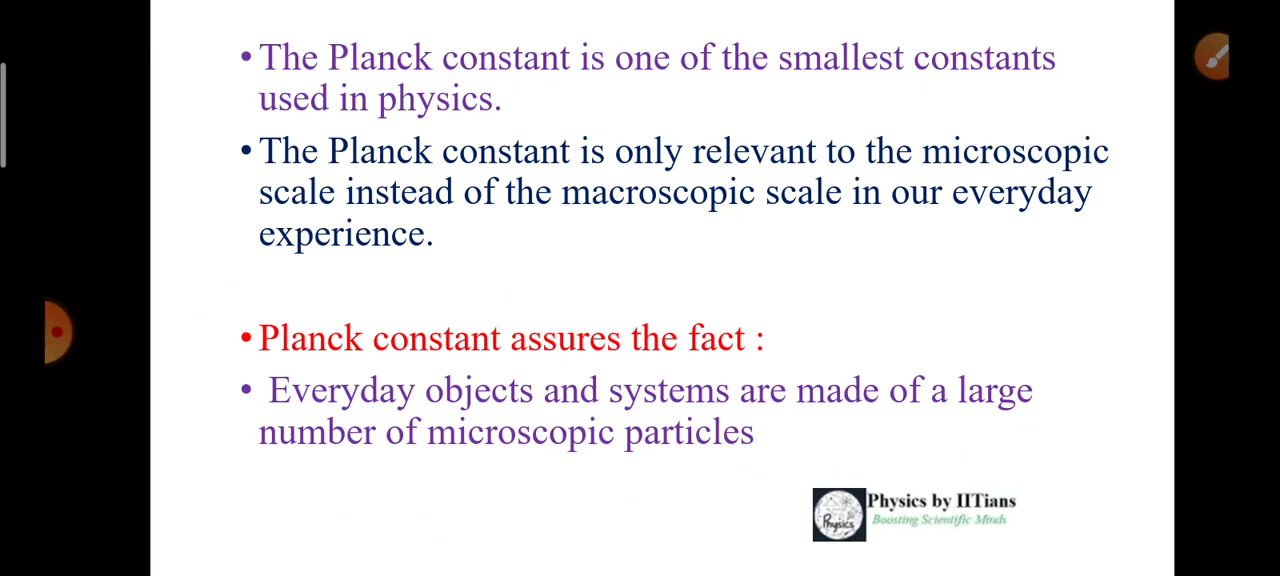 • The Planck constant is one of the smallest constants
used in physics.
• The Planck constant is only relevant to the microscopic
scale instead of the macroscopic scale in our everyday
experience.
• Planck constant assures the fact :
• Everyday objects and systems are made of a large
number of microscopic particles
Physics by IITians
Boosting Scientific Minds
Physics